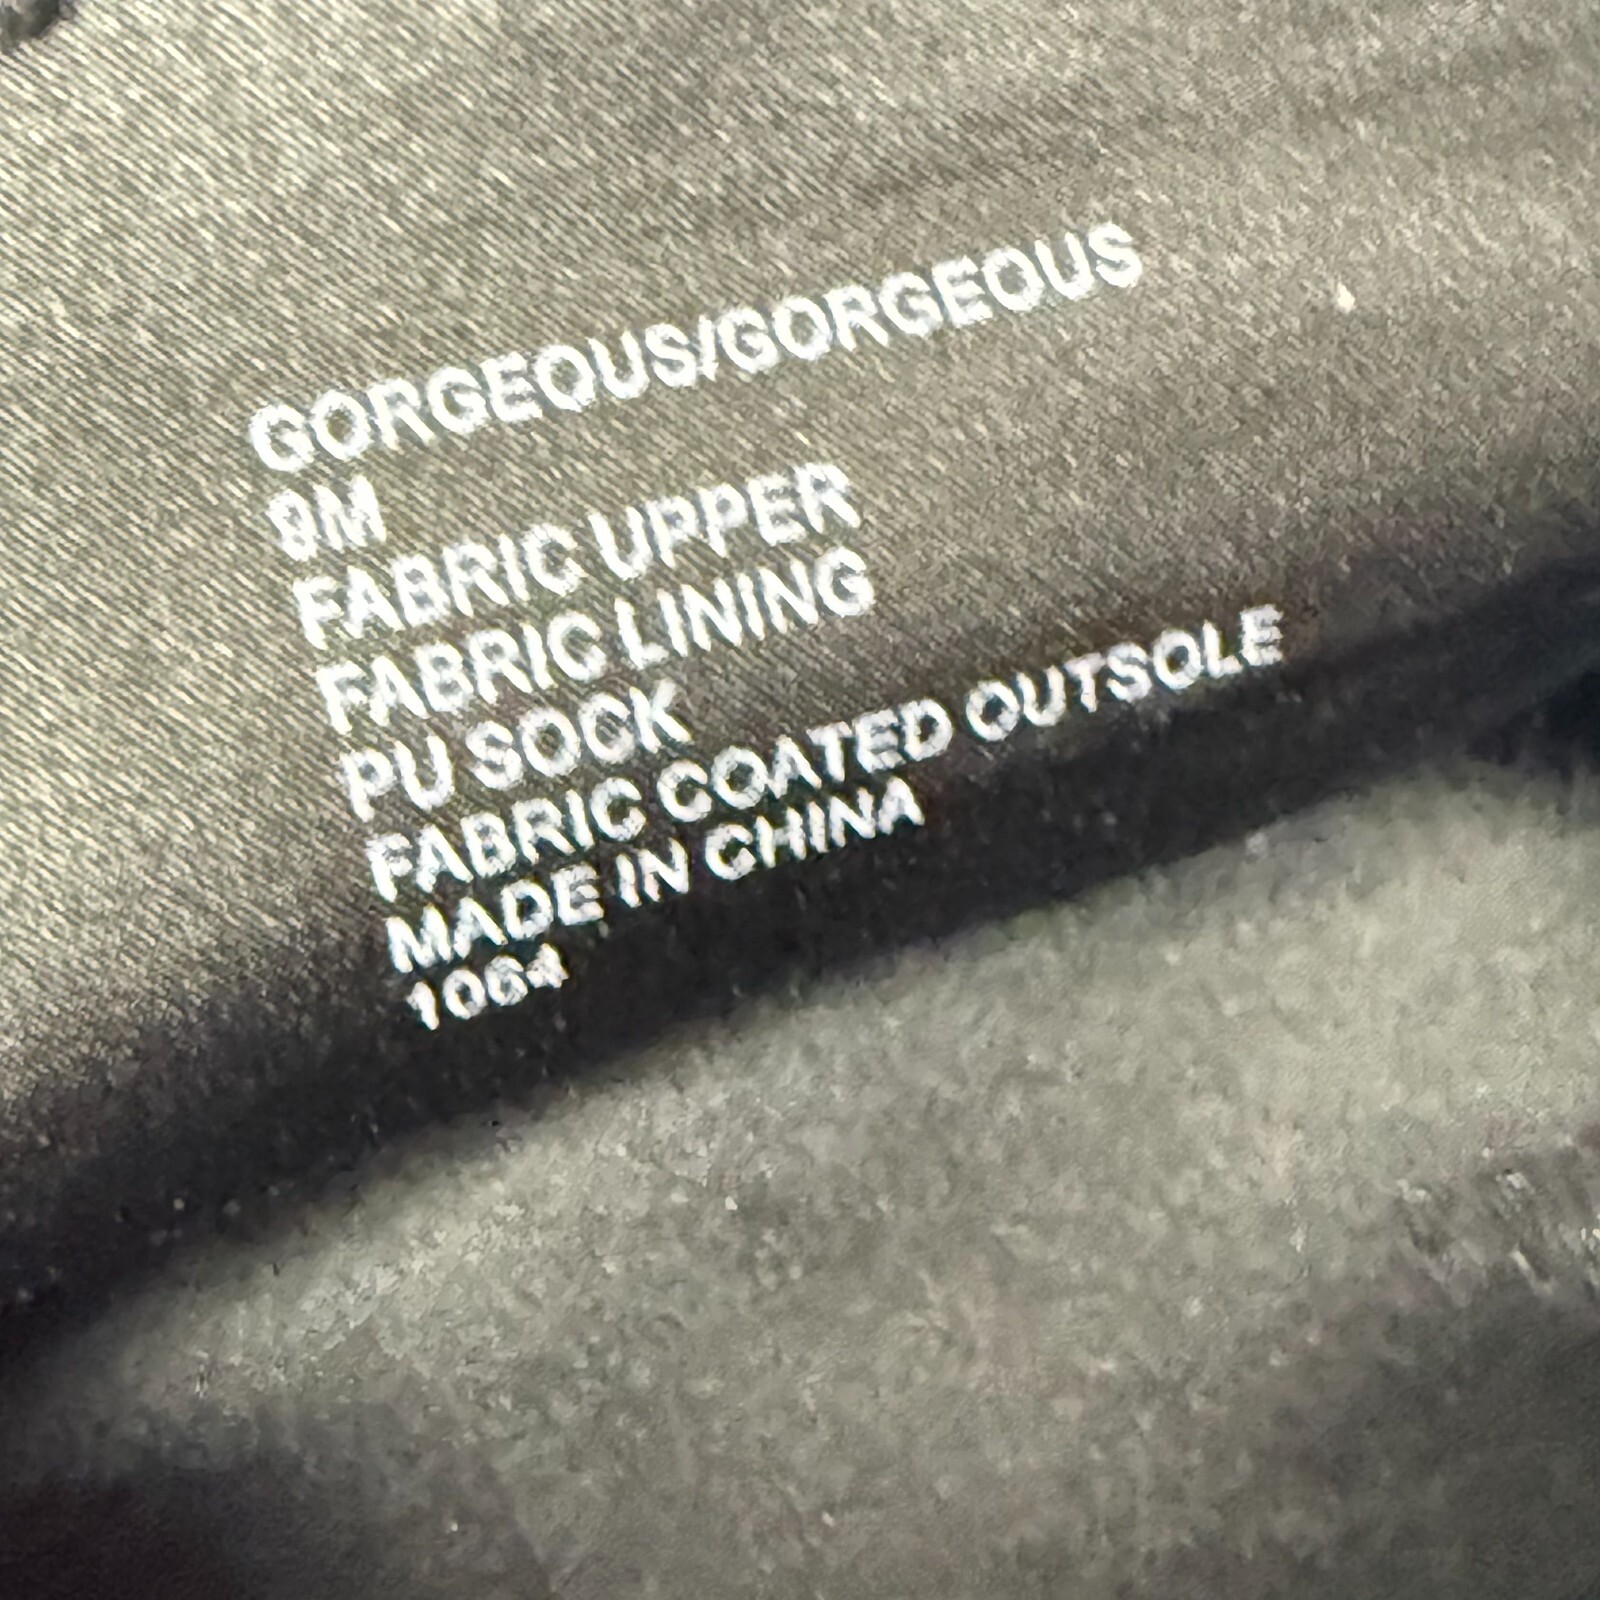 GORGEOUS/GORGEOUS
9M
FABRIC UPPER
FABRIC LINING
PU SOCK
FABRIC COATED OUTSOLE
MADE IN CHINA
1064